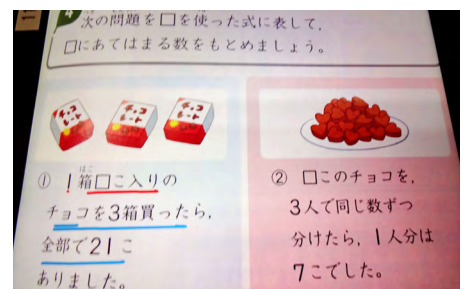 4
次の問題を□を使った式に表して,
□にあてはまる数をもとめましょう。
チョコ
レート
チョコ
レート
チョコ
レート
① 1箱□こ入りの
はこ
チョコを3箱買ったら,
全部で21こ
ありました。
② □このチョコを,
3人で同じ数ずつ
分けたら, 1人分は
7こでした。